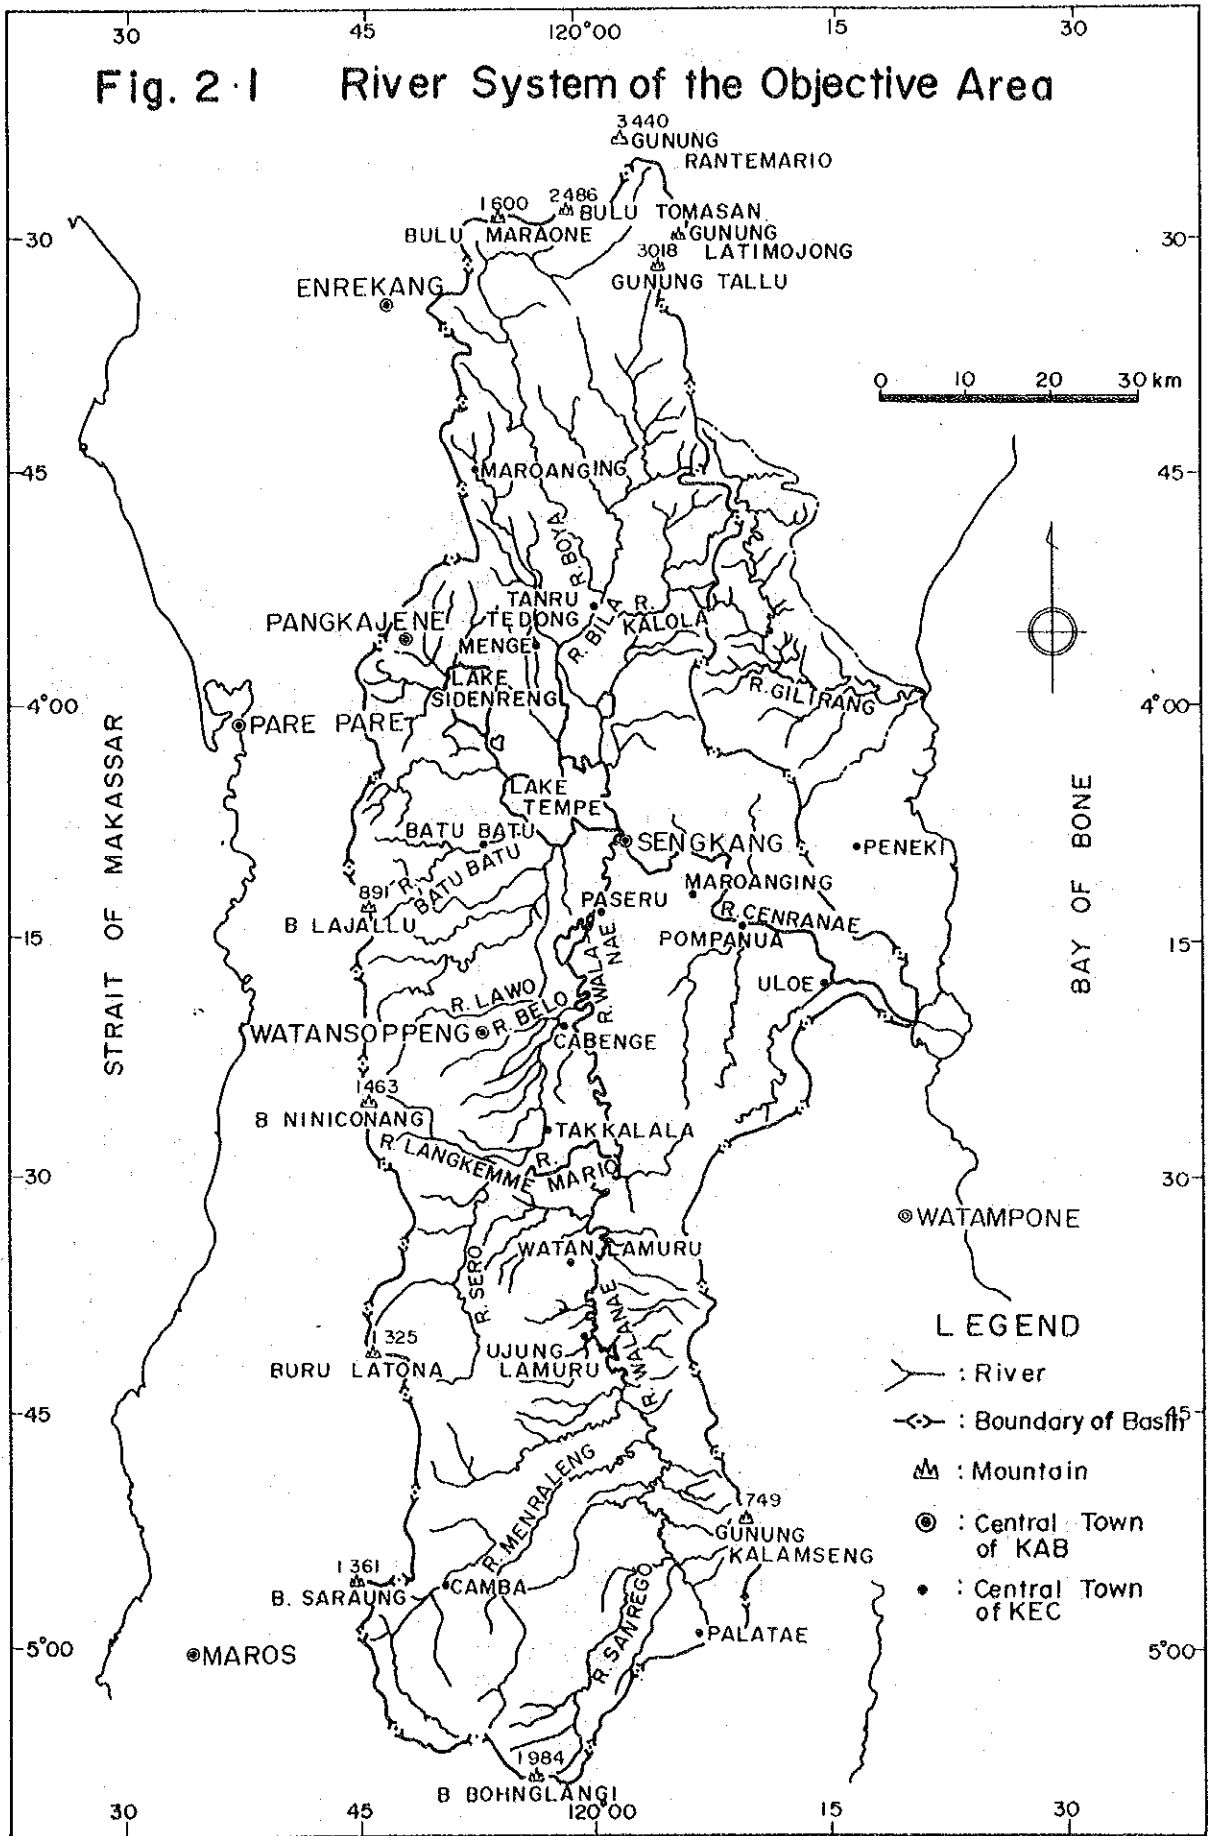 30 45 120°00 15 30
Fig. 2·1 River System of the Objective Area
3440
GUNUNG
RANTEMARIO
1600
2486
BULU TOMASAN
BULU MARAONE
GUNUNG
LATIMOJONG
30
30
3018
GUNUNG TALLU
ENREKANG
0 10 20 30 km
45
45
MAROANGING
R. BOYA
TANRU
TEDONG
R. BILA
R.
KALOLA
PANGKAJENE
MENGE
LAKE
SIDENRENG
R. GILIRANG
4°00
4°00
PARE PARE
STRAIT OF MAKASSAR
BAY OF BONE
LAKE
TEMPE
BATU BATU
R.
BATU BATU
SENGKANG
PENEKI
MAROANGING
891
B LAJALLU
PASERU
R. CENRANAE
POMPANUA
15
15
R. WALA
NAE
ULOE
R. LAWO
R. BELO
WATANSOPPENG
CABENGE
1463
B NINICONANG
TAKKALALA
R. LANGKEMME
R.
MARIO
30
30
WATAMPONE
WATAN LAMURU
R. SERO
R. WALANAE
1325
BURU LATONA
UJUNG
LAMURU
LEGEND
: River
45
45
: Boundary of Basin
: Mountain
: Central Town
of KAB
: Central Town
of KEC
R. MENRALENG
749
GUNUNG
KALAMSENG
1361
B. SARAUNG
CAMBA
R. SANREGO
PALATAE
5°00
5°00
MAROS
1984
B BOHNGLANGI
30 45 120°00 15 30